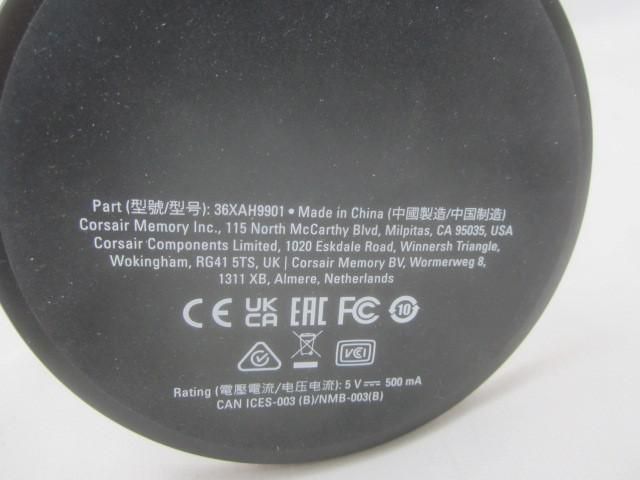 Part (型號/型号): 36XAH9901 • Made in China (中國製造/中国制造)
Corsair Memory Inc., 115 North McCarthy Blvd, Milpitas, CA 95035, USA
Corsair Components Limited, 1020 Eskdale Road, Winnersh Triangle,
Wokingham, RG41 5TS, UK | Corsair Memory BV, Wormerweg 8,
1311 XB, Almere, Netherlands
CE UK CA EAC FC 10
VCI
Rating (電壓電流/电压电流): 5 V⎓ 500 mA
CAN ICES-003 (B)/NMB-003(B)